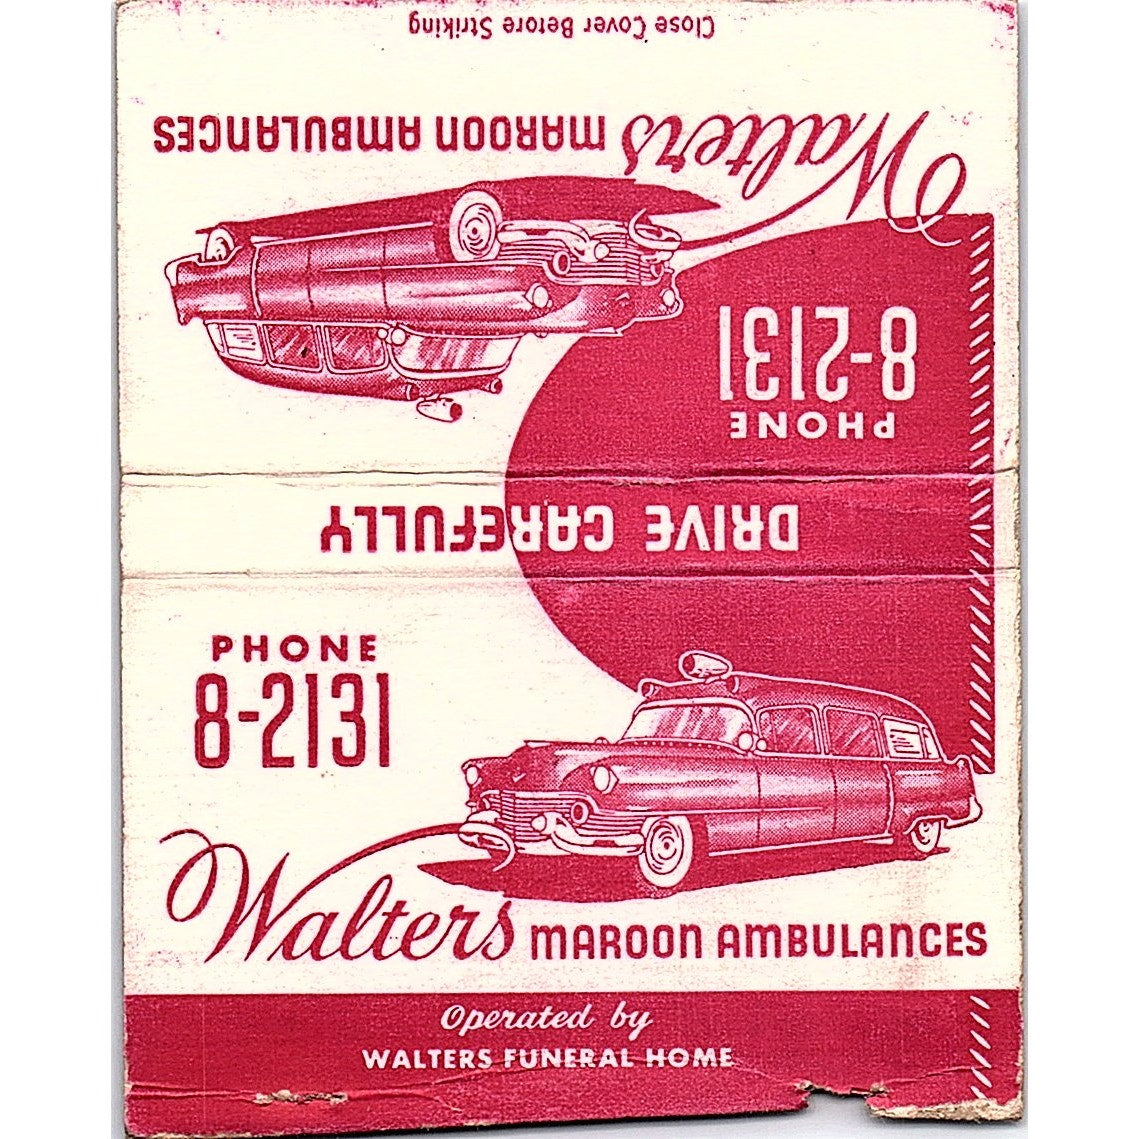 Close Cover Before Striking
Walters MAROON AMBULANCES
PHONE
8-2131
DRIVE CAREFULLY
PHONE
8-2131
Walters MAROON AMBULANCES
Operated by
WALTERS FUNERAL HOME